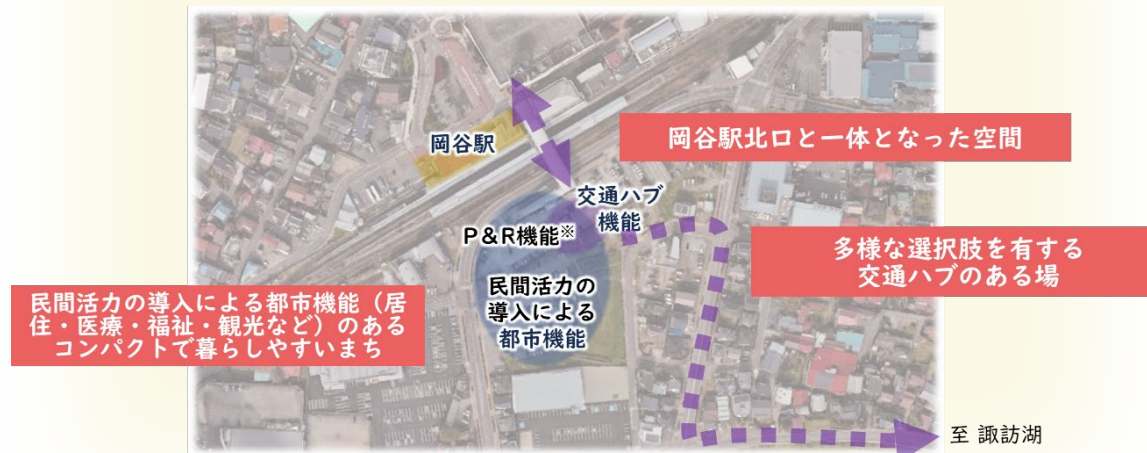 岡谷駅
岡谷駅北口と一体となった空間
交通ハブ
機能
P&R機能※
多様な選択肢を有する
交通ハブのある場
民間活力の
導入による
都市機能
民間活力の導入による都市機能（居
住・医療・福祉・観光など）のある
コンパクトで暮らしやすいまち
至 諏訪湖